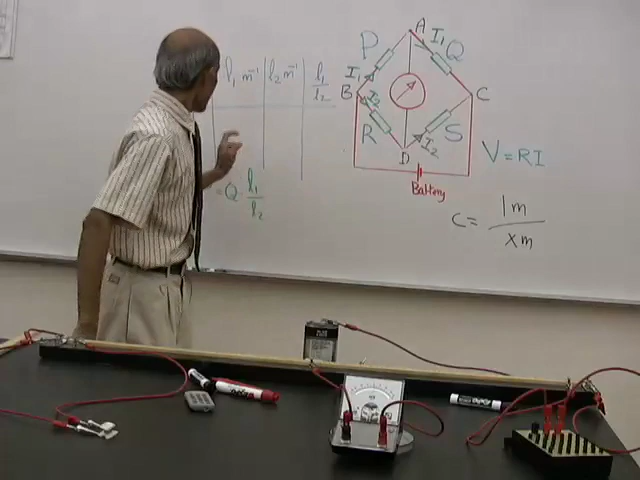 l₁ m⁻¹ l₂ m⁻¹ l₁/l₂
= Q l₁/l₂
A
P I₁ Q
I₁
B I₂ C
R S
I₂
D
Battery
V = RI
C = 1m / xm